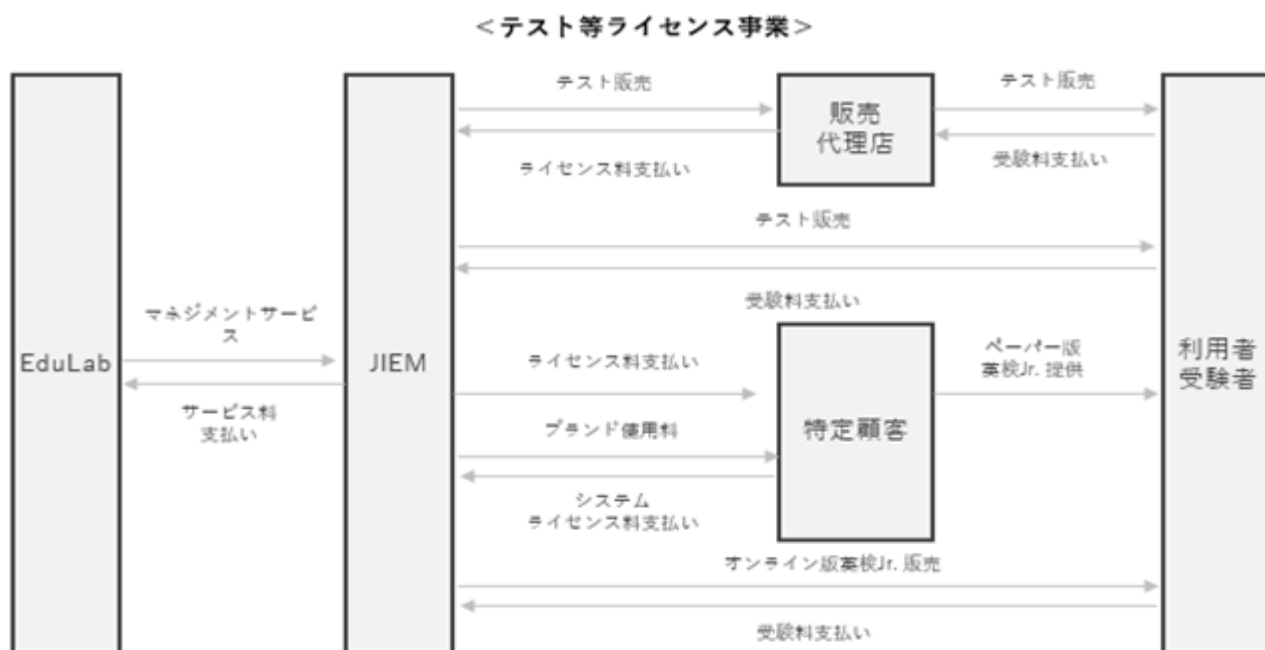 <テスト等ライセンス事業>
テスト販売
販売
代理店
テスト販売
ライセンス料支払い
受験料支払い
テスト販売
受験料支払い
マネジメントサービ
ス
EduLab
サービス料
支払い
JIEM
ライセンス料支払い
ペーパー版
英検Jr. 提供
利用者
受験者
ブランド使用料
特定顧客
システム
ライセンス料支払い
オンライン版英検Jr. 販売
受験料支払い